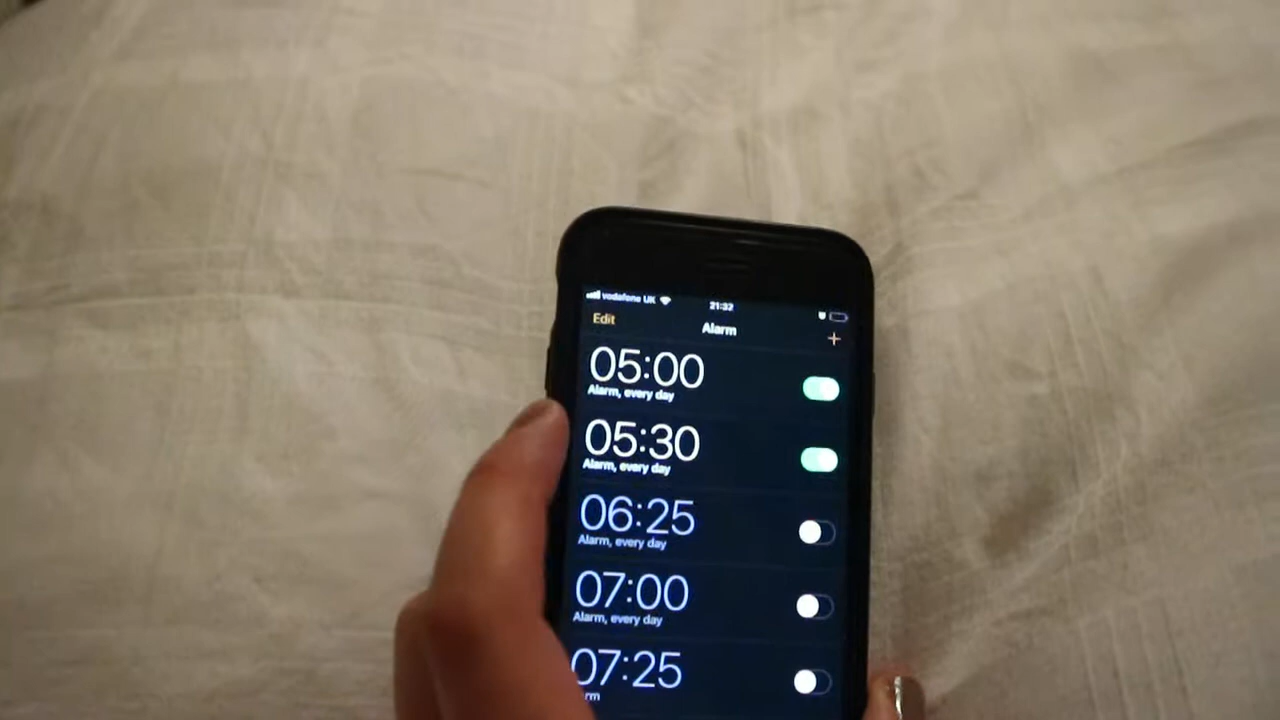 vodafone UK 21:32
Edit Alarm +
05:00
Alarm, every day
05:30
Alarm, every day
06:25
Alarm, every day
07:00
Alarm, every day
07:25
rm